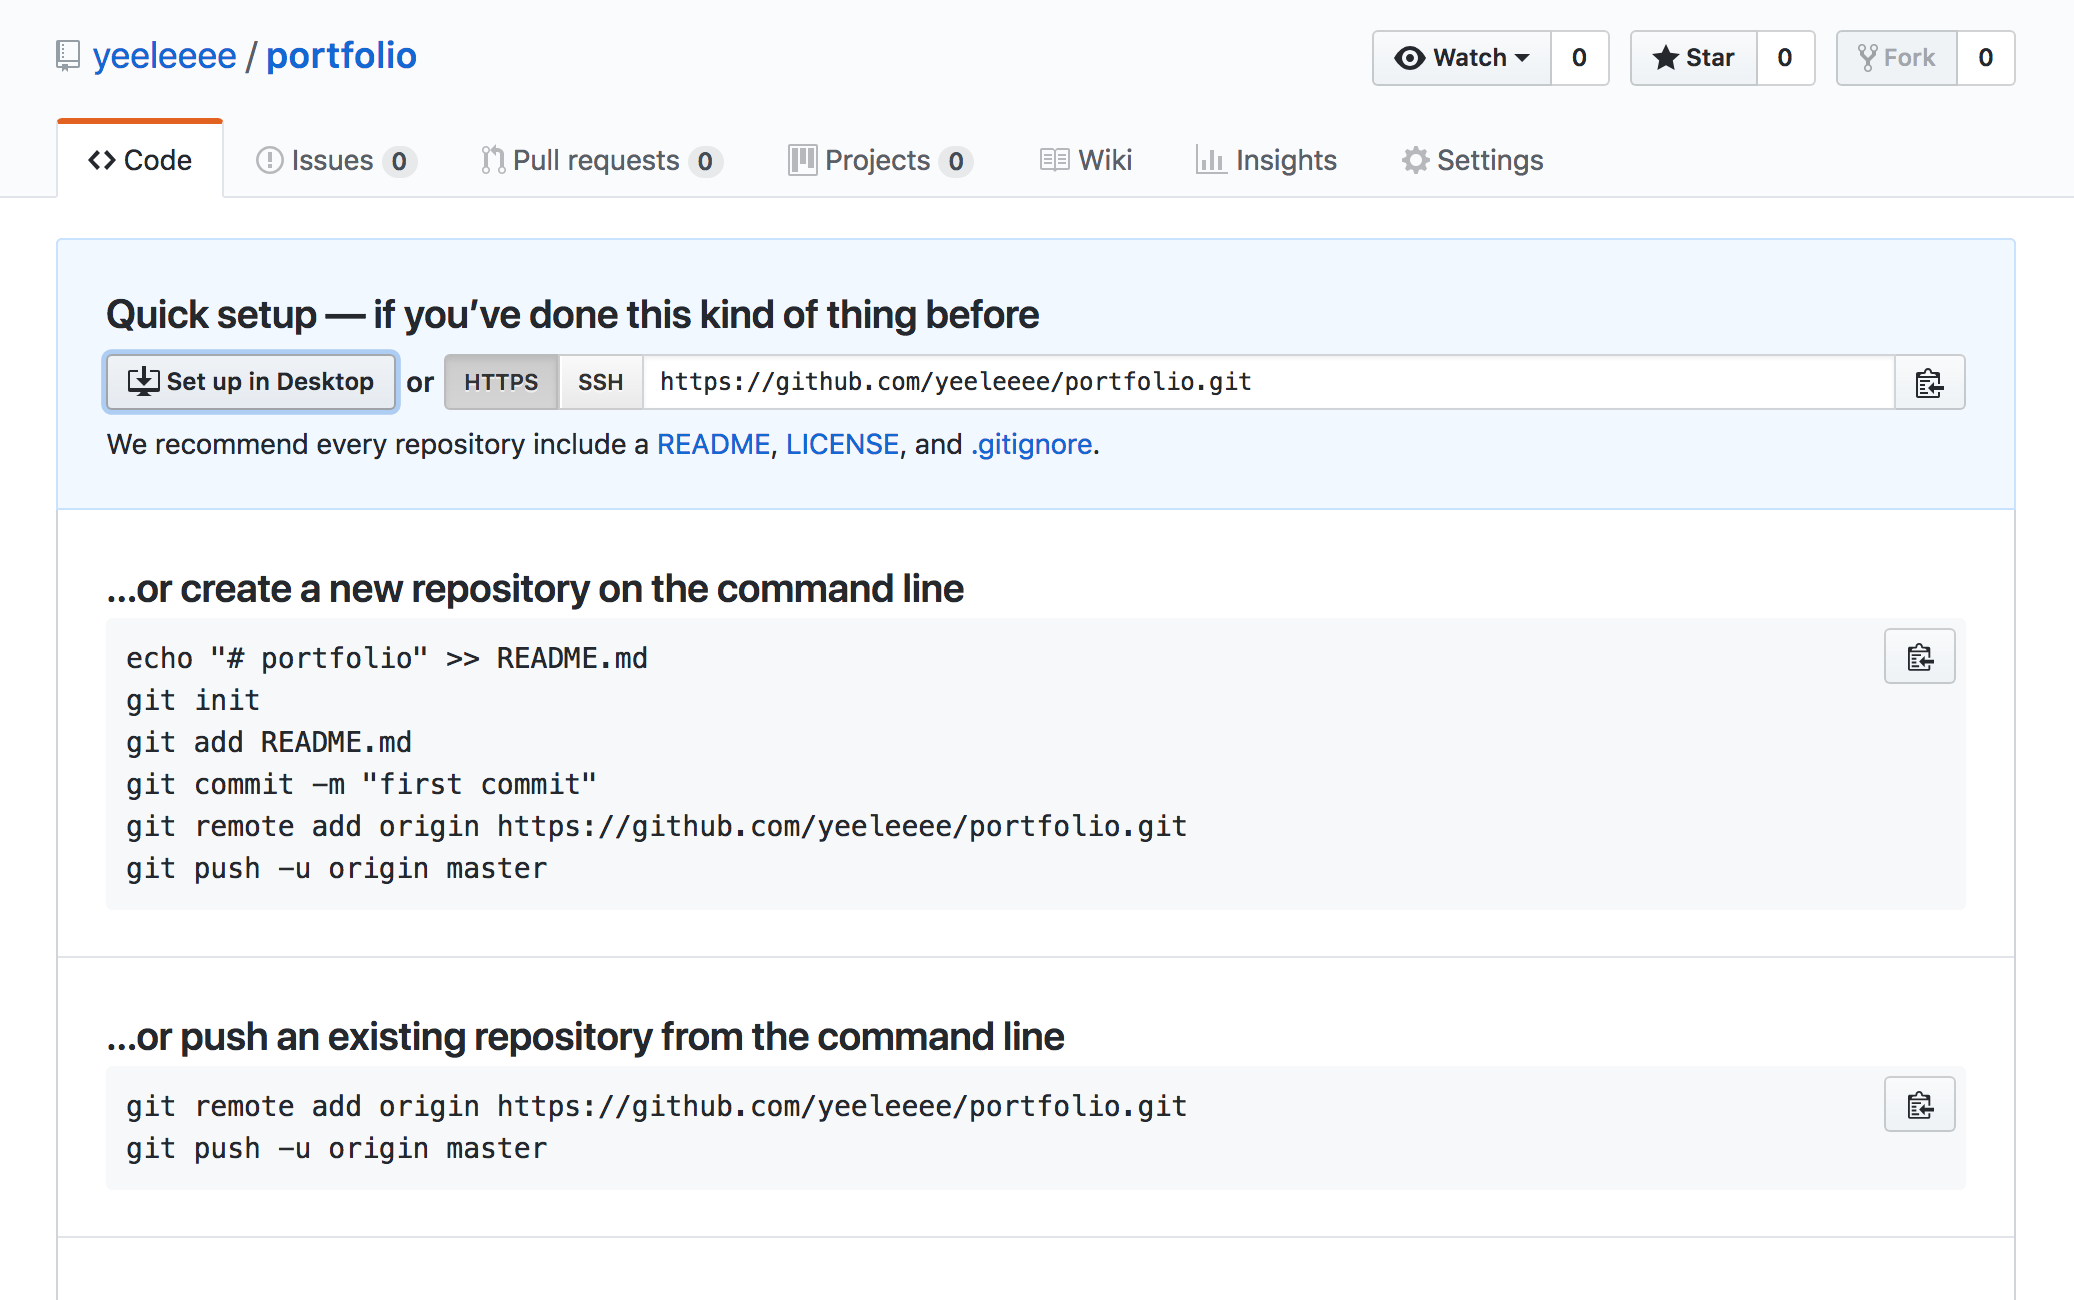 yeeleeee / portfolio
Watch 0 Star 0 Fork 0
Code Issues 0 Pull requests 0 Projects 0 Wiki Insights Settings
Quick setup — if you’ve done this kind of thing before
Set up in Desktop or HTTPS SSH https://github.com/yeeleeee/portfolio.git
We recommend every repository include a README, LICENSE, and .gitignore.
…or create a new repository on the command line
echo "# portfolio" >> README.md
git init
git add README.md
git commit -m "first commit"
git remote add origin https://github.com/yeeleeee/portfolio.git
git push -u origin master
…or push an existing repository from the command line
git remote add origin https://github.com/yeeleeee/portfolio.git
git push -u origin master